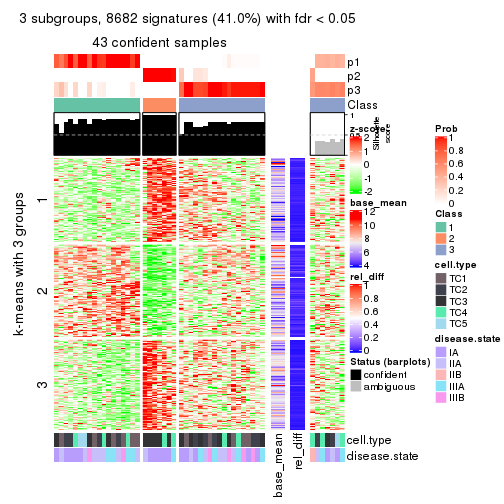 3 subgroups, 8682 signatures (41.0%) with fdr < 0.05
43 confident samples
p1
p2
p3
Class
1
Silhouette
score
k-means with 3 groups
1
2
3
base_mean
rel_diff
cell.type
disease.state
z-score
2
1
0
-1
-2
base_mean
12
10
8
6
4
rel_diff
1
0.8
0.6
0.4
0.2
0
Status (barplots)
confident
ambiguous
Prob
1
0.8
0.6
0.4
0.2
0
Class
1
2
3
cell.type
TC1
TC2
TC3
TC4
TC5
disease.state
IA
IIA
IIB
IIIA
IIIB